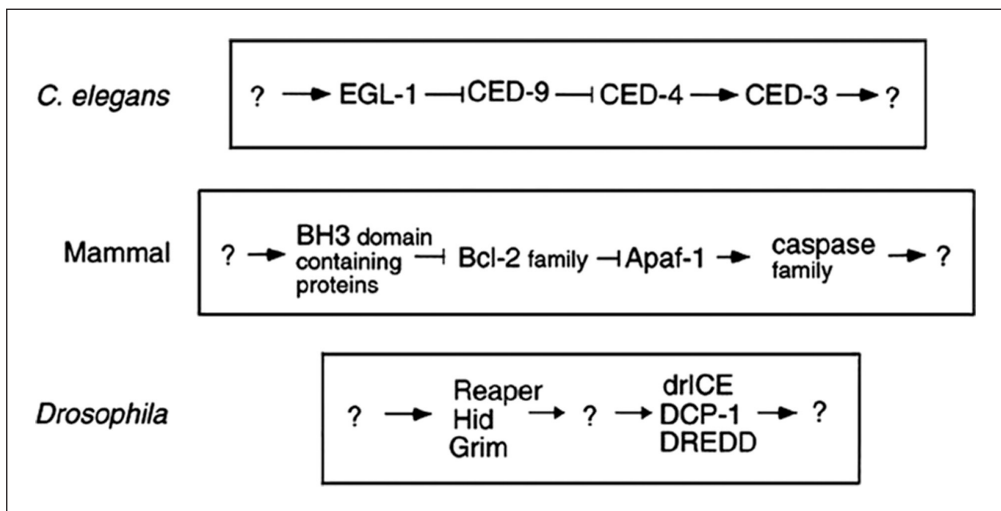 C. elegans ? EGL-1 CED-9 CED-4 CED-3 ?
Mammal ? BH3 domain containing proteins Bcl-2 family Apaf-1 caspase family ?
Drosophila ? Reaper Hid Grim ? drICE DCP-1 DREDD ?